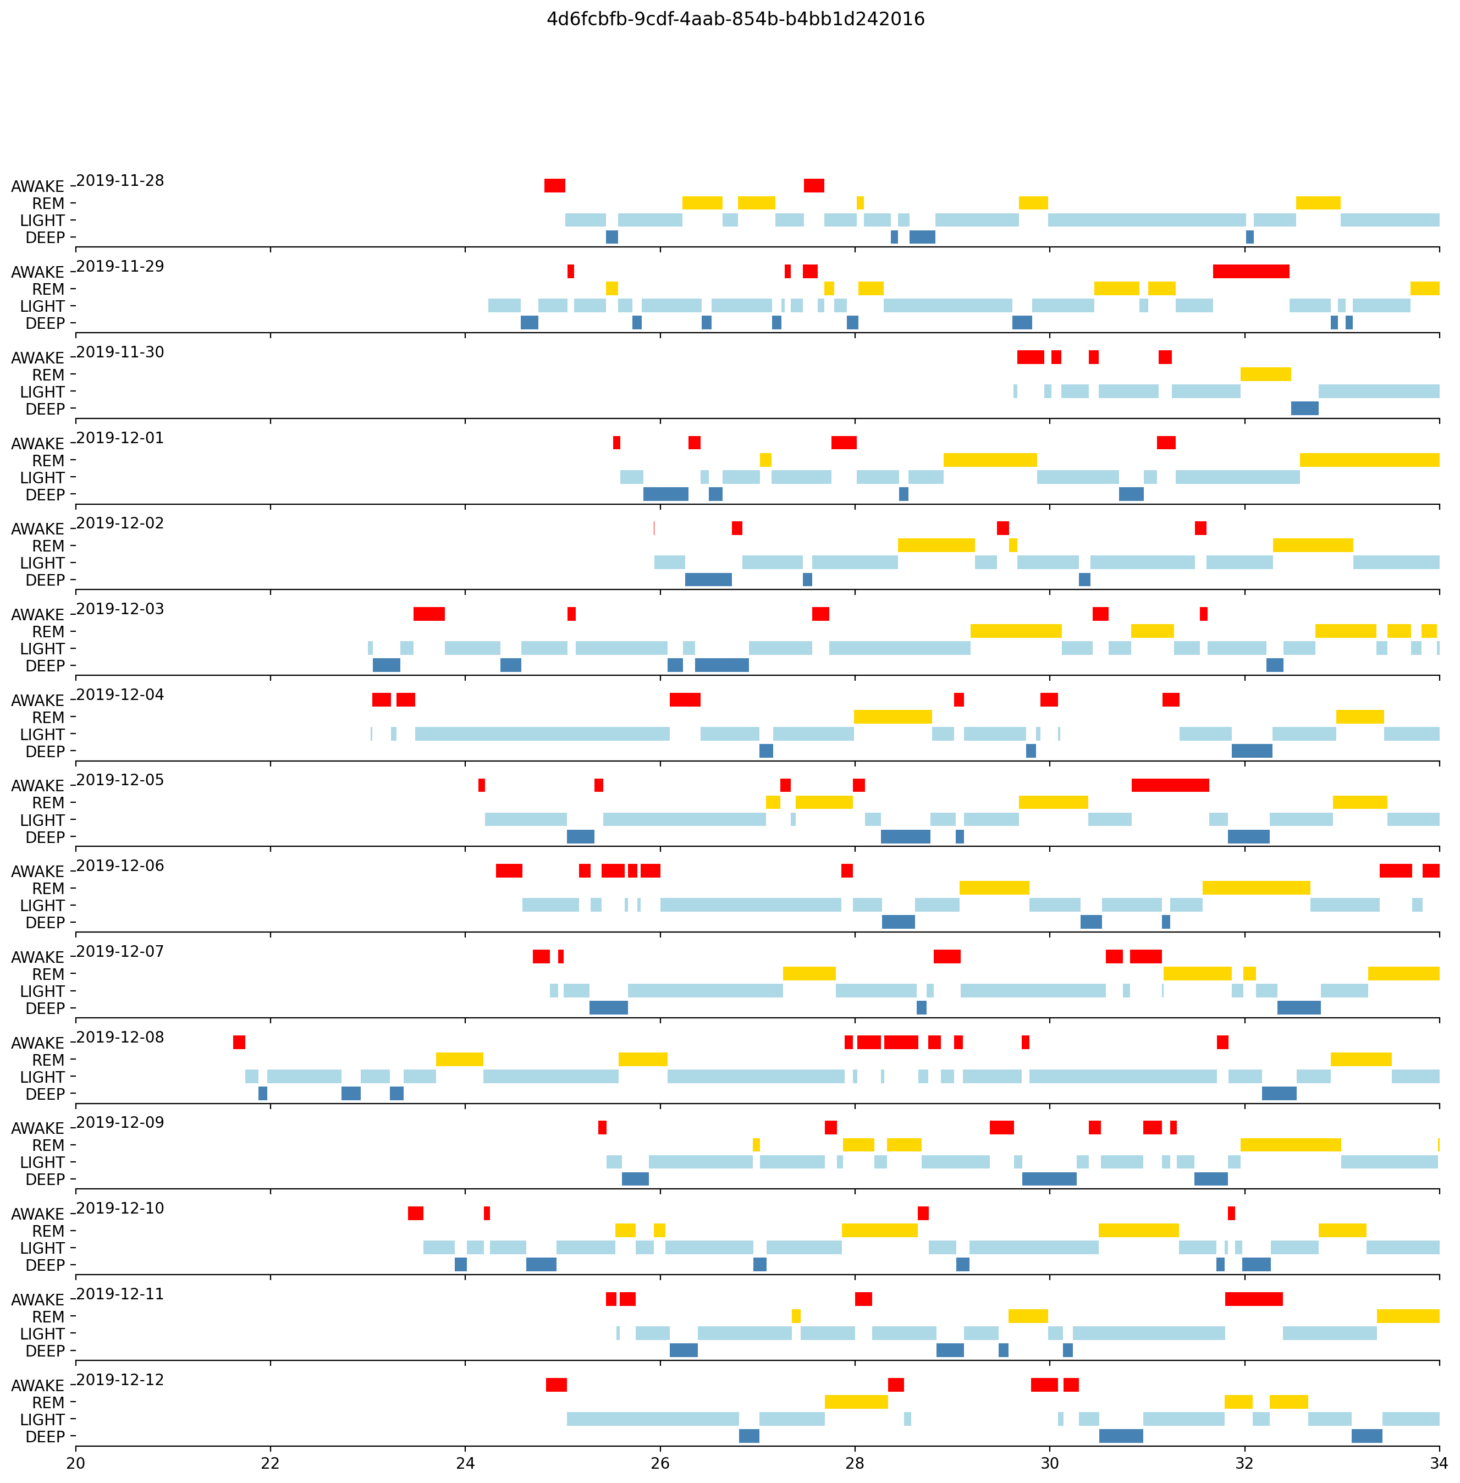 4d6fcbfb-9cdf-4aab-854b-b4bb1d242016
AWAKE 2019-11-28
REM
LIGHT
DEEP
AWAKE 2019-11-29
REM
LIGHT
DEEP
AWAKE 2019-11-30
REM
LIGHT
DEEP
AWAKE 2019-12-01
REM
LIGHT
DEEP
AWAKE 2019-12-02
REM
LIGHT
DEEP
AWAKE 2019-12-03
REM
LIGHT
DEEP
AWAKE 2019-12-04
REM
LIGHT
DEEP
AWAKE 2019-12-05
REM
LIGHT
DEEP
AWAKE 2019-12-06
REM
LIGHT
DEEP
AWAKE 2019-12-07
REM
LIGHT
DEEP
AWAKE 2019-12-08
REM
LIGHT
DEEP
AWAKE 2019-12-09
REM
LIGHT
DEEP
AWAKE 2019-12-10
REM
LIGHT
DEEP
AWAKE 2019-12-11
REM
LIGHT
DEEP
AWAKE 2019-12-12
REM
LIGHT
DEEP
20 22 24 26 28 30 32 34